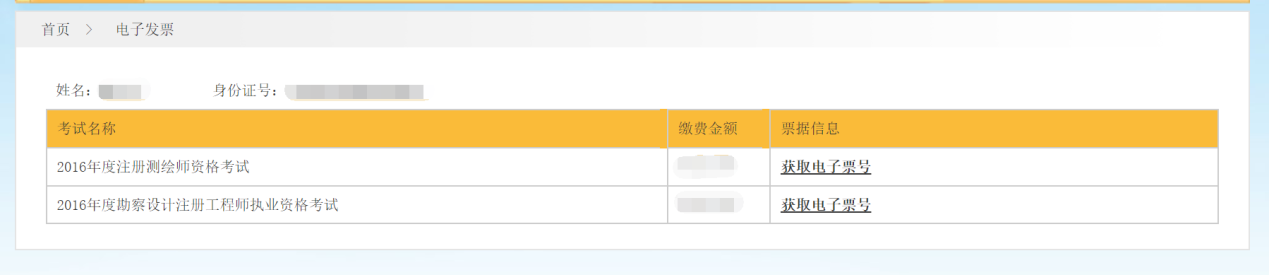 首页 > 电子发票
姓名： 身份证号：
考试名称 缴费金额 票据信息
2016年度注册测绘师资格考试 获取电子票号
2016年度勘察设计注册工程师执业资格考试 获取电子票号